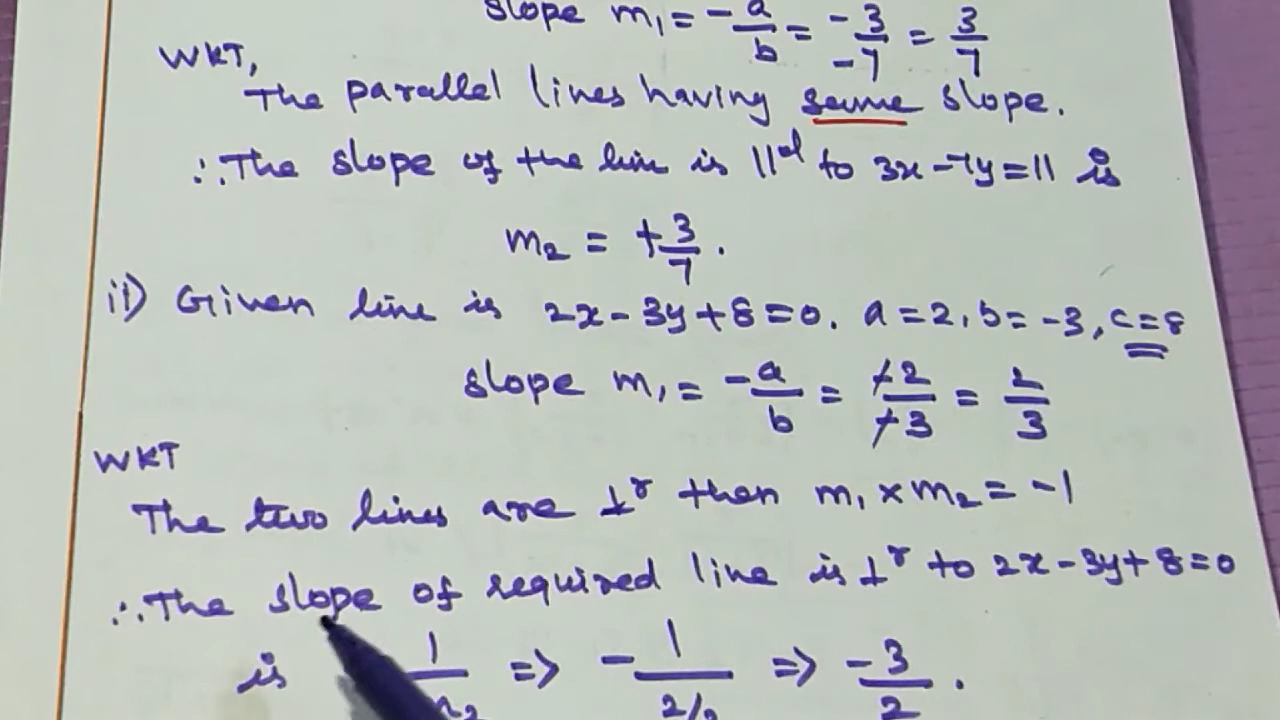 slope m₁ = -a/b = -3/-7 = 3/7
WKT,
The parallel lines having same slope.
∴ The slope of the line is ||ᵈ to 3x-7y=11 is
m₂ = +3/7.
ii) Given line is 2x-3y+8=0. a=2, b=-3, c=8
slope m₁ = -a/b = -2/-3 = 2/3
WKT
The two lines are ⊥ʳ then m₁ × m₂ = -1
∴ The slope of required line is ⊥ʳ to 2x-3y+8=0
is 1/ => -1/2/ => -3/2.